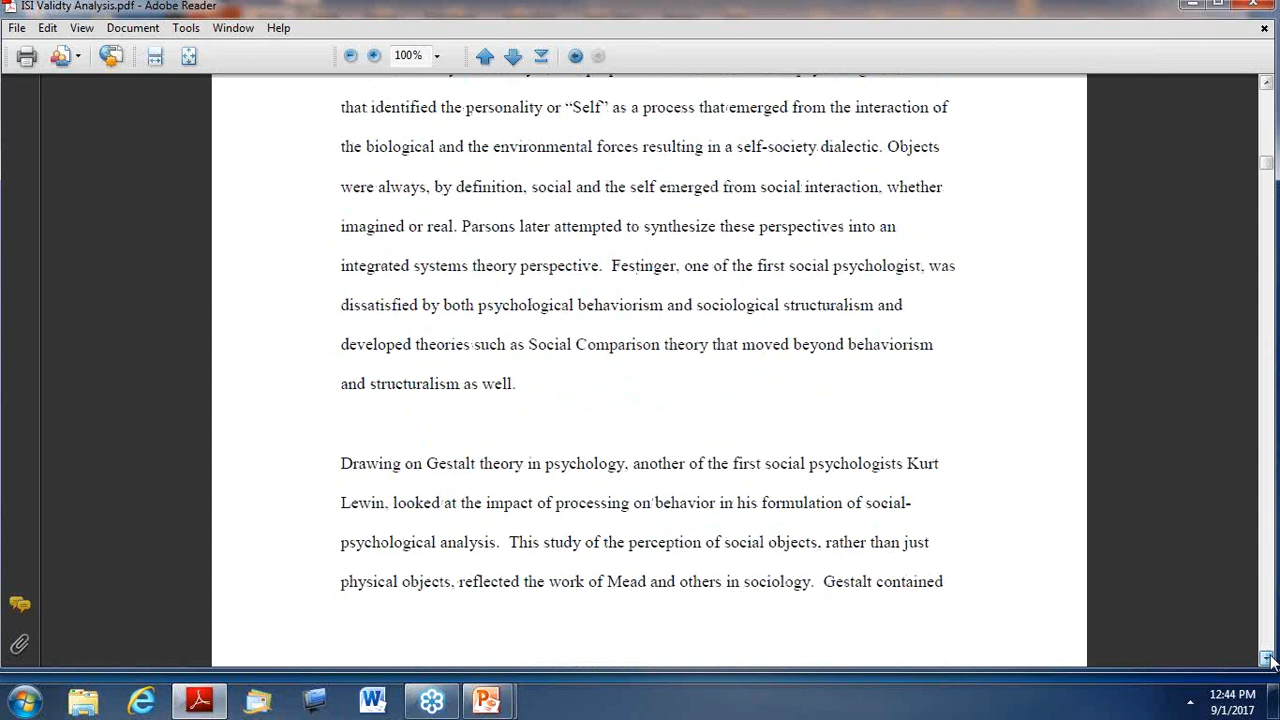 ISI Validty Analysis.pdf - Adobe Reader
File Edit View Document Tools Window Help
100%
that identified the personality or “Self” as a process that emerged from the interaction of
the biological and the environmental forces resulting in a self-society dialectic. Objects
were always, by definition, social and the self emerged from social interaction, whether
imagined or real. Parsons later attempted to synthesize these perspectives into an
integrated systems theory perspective. Festinger, one of the first social psychologist, was
dissatisfied by both psychological behaviorism and sociological structuralism and
developed theories such as Social Comparison theory that moved beyond behaviorism
and structuralism as well.
Drawing on Gestalt theory in psychology, another of the first social psychologists Kurt
Lewin, looked at the impact of processing on behavior in his formulation of social-
psychological analysis. This study of the perception of social objects, rather than just
physical objects, reflected the work of Mead and others in sociology. Gestalt contained
12:44 PM
9/1/2017